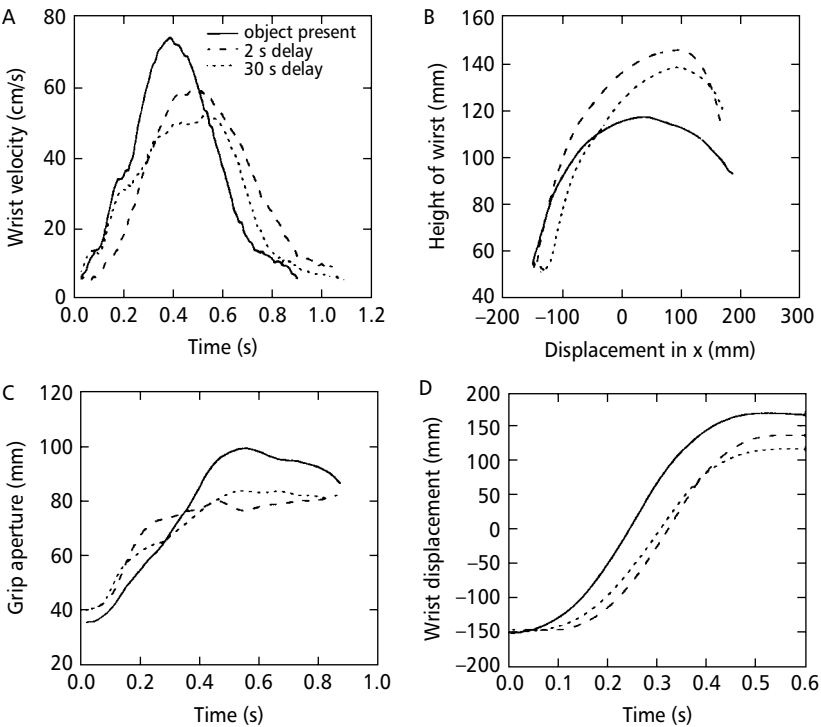 A
80
60
40
20
0
Wrist velocity (cm/s)
object present
2 s delay
30 s delay
0.0 0.2 0.4 0.6 0.8 1.0 1.2
Time (s)
B
160
140
120
100
80
60
40
Height of wirst (mm)
−200 −100 0 100 200 300
Displacement in x (mm)
C
120
100
80
60
40
20
Grip aperture (mm)
0.0 0.2 0.4 0.6 0.8 1.0
Time (s)
D
200
150
100
50
0
−50
−100
−150
−200
Wrist displacement (mm)
0.0 0.1 0.2 0.3 0.4 0.5 0.6
Time (s)